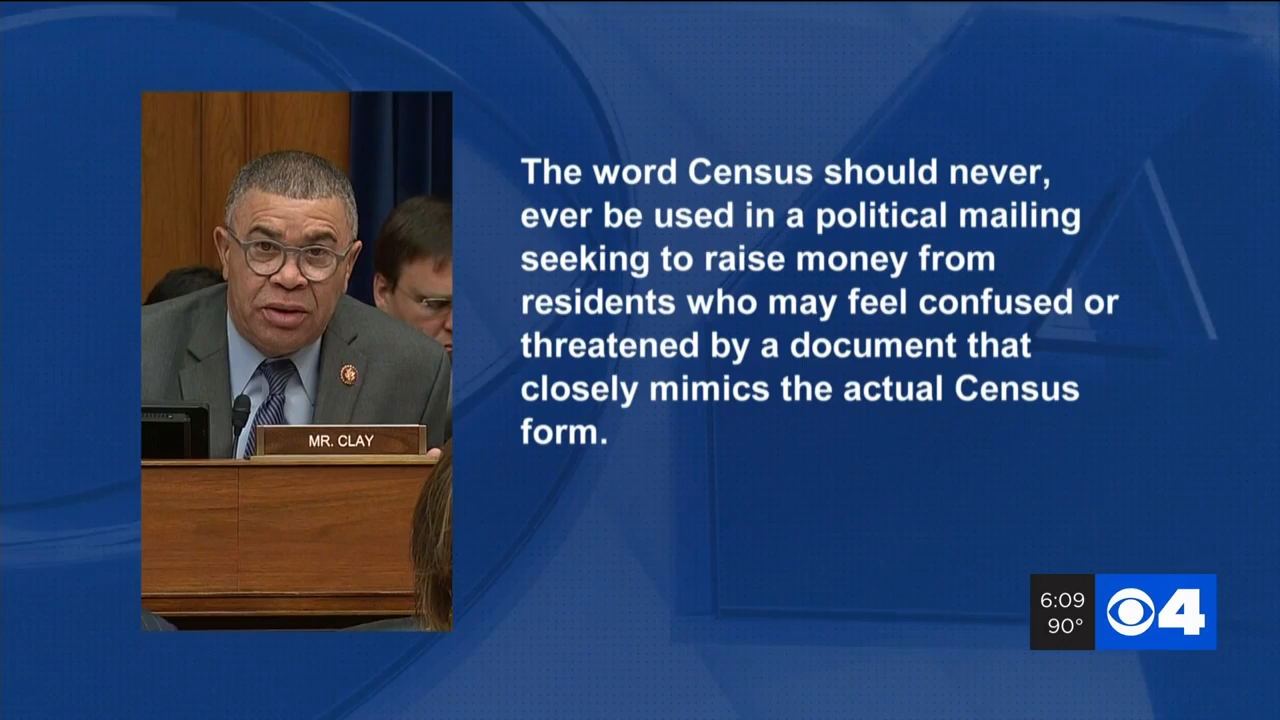 The word Census should never,
ever be used in a political mailing
seeking to raise money from
residents who may feel confused or
threatened by a document that
closely mimics the actual Census
form.
MR. CLAY
6:09
90°
4